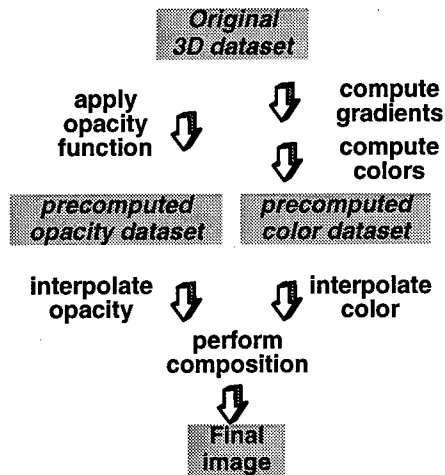 Original
3D dataset
apply
opacity
function
compute
gradients
compute
colors
precomputed
opacity dataset
precomputed
color dataset
interpolate
opacity
interpolate
color
perform
composition
Final
image